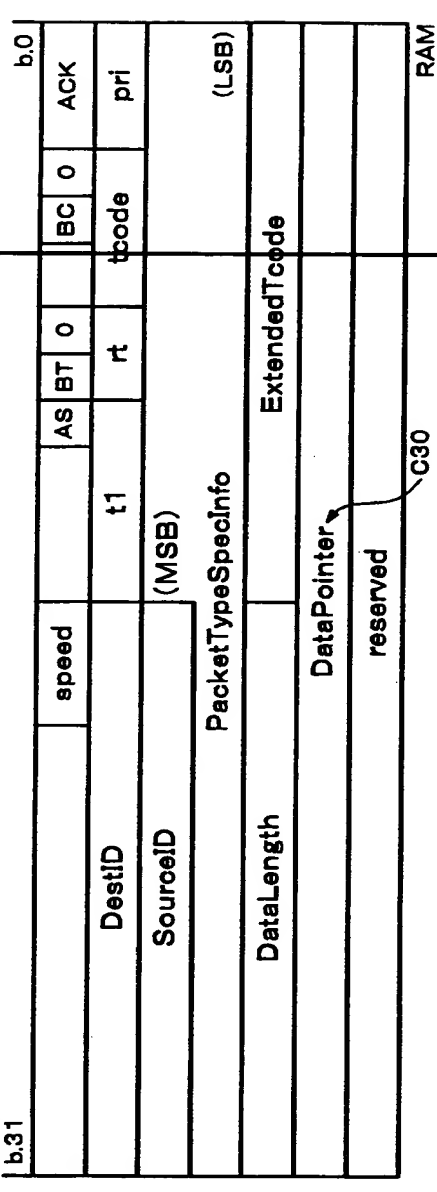 b.31 b.0
speed AS BT 0 BC 0 ACK
DestID t1 rt tcode pri
SourceID (MSB)
PacketTypeSpecInfo (LSB)
DataLength ExtendedTcode
DataPointer
reserved
C30
RAM